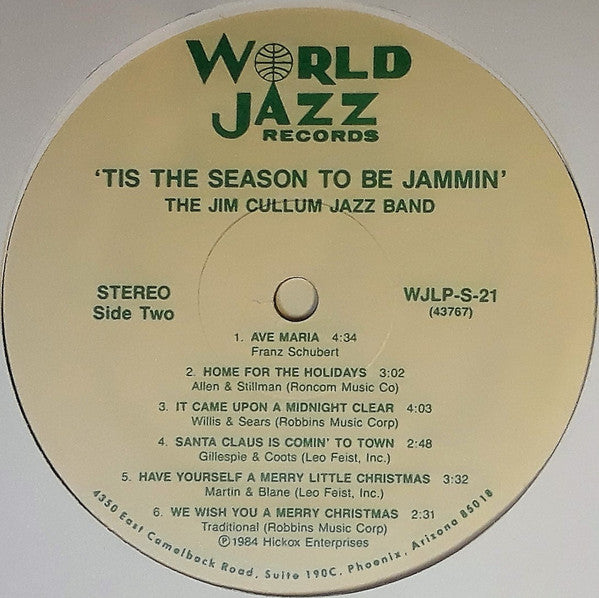 WORLD
JAZZ
RECORDS
'TIS THE SEASON TO BE JAMMIN'
THE JIM CULLUM JAZZ BAND
STEREO
Side Two
WJLP-S-21
(43767)
1. AVE MARIA 4:34
Franz Schubert
2. HOME FOR THE HOLIDAYS 3:02
Allen & Stillman (Roncom Music Co)
3. IT CAME UPON A MIDNIGHT CLEAR 4:03
Willis & Sears (Robbins Music Corp)
4. SANTA CLAUS IS COMIN' TO TOWN 2:48
Gillespie & Coots (Leo Feist, Inc.)
5. HAVE YOURSELF A MERRY LITTLE CHRISTMAS 3:32
Martin & Blane (Leo Feist, Inc.)
6. WE WISH YOU A MERRY CHRISTMAS 2:31
Traditional (Robbins Music Corp)
℗1984 Hickox Enterprises
4350 East Camelback Road, Suite 190C, Phoenix, Arizona 85018